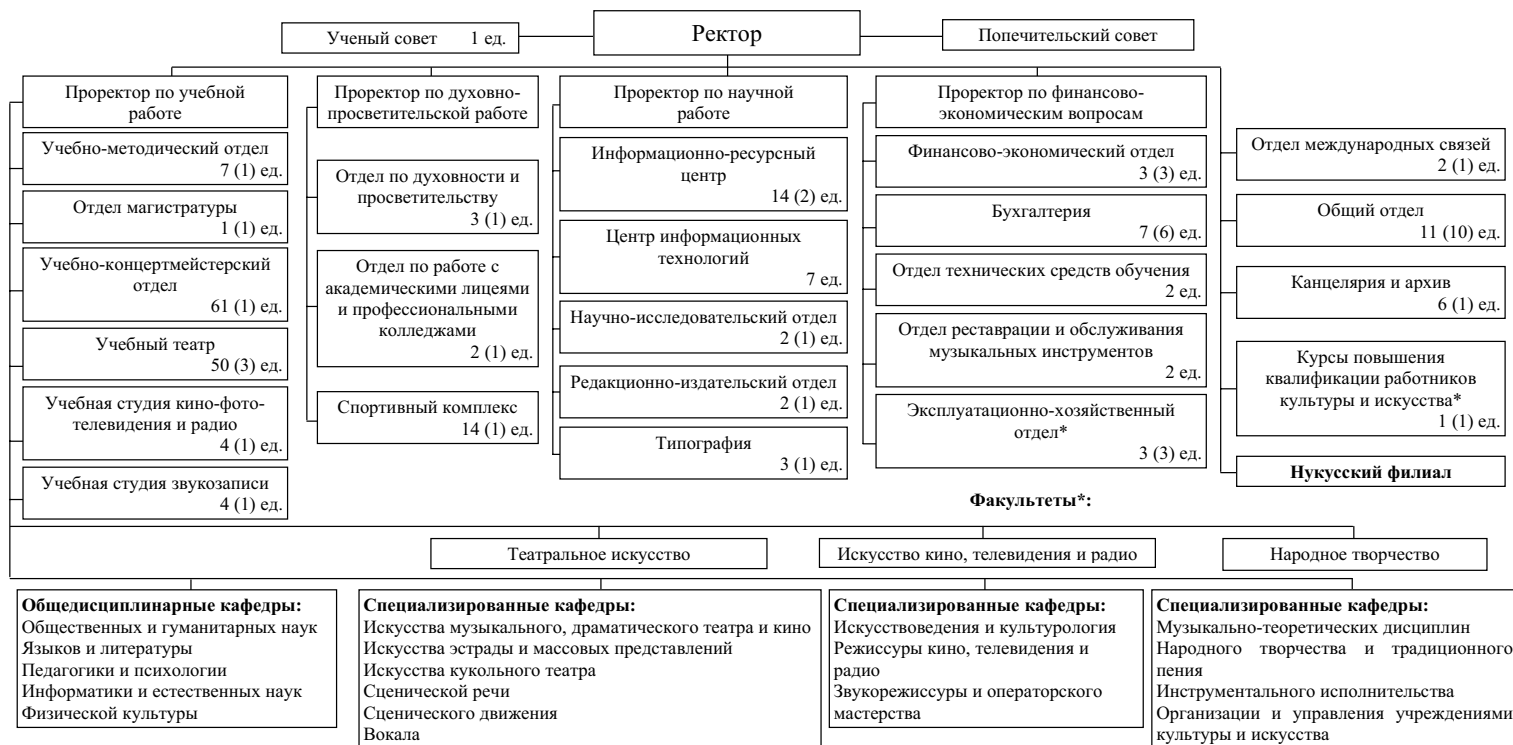 Ученый совет 1 ед.
Ректор
Попечительский совет
Проректор по учебной
работе
Учебно-методический отдел
7 (1) ед.
Отдел магистратуры
1 (1) ед.
Учебно-концертмейстерский
отдел
61 (1) ед.
Учебный театр
50 (3) ед.
Учебная студия кино-фото-
телевидения и радио
4 (1) ед.
Учебная студия звукозаписи
4 (1) ед.
Проректор по духовно-
просветительской работе
Отдел по духовности и
просветительству
3 (1) ед.
Отдел по работе с
академическими лицеями
и профессиональными
колледжами
2 (1) ед.
Спортивный комплекс
14 (1) ед.
Проректор по научной
работе
Информационно-ресурсный
центр
14 (2) ед.
Центр информационных
технологий
7 ед.
Научно-исследовательский отдел
2 (1) ед.
Редакционно-издательский отдел
2 (1) ед.
Типография
3 (1) ед.
Проректор по финансово-
экономическим вопросам
Финансово-экономический отдел
3 (3) ед.
Бухгалтерия
7 (6) ед.
Отдел технических средств обучения
2 ед.
Отдел реставрации и обслуживания
музыкальных инструментов
2 ед.
Эксплуатационно-хозяйственный
отдел*
3 (3) ед.
Отдел международных связей
2 (1) ед.
Общий отдел
11 (10) ед.
Канцелярия и архив
6 (1) ед.
Курсы повышения
квалификации работников
культуры и искусства*
1 (1) ед.
Нукусский филиал
Факультеты*:
Театральное искусство
Искусство кино, телевидения и радио
Народное творчество
Общедисциплинарные кафедры:
Общественных и гуманитарных наук
Языков и литературы
Педагогики и психологии
Информатики и естественных наук
Физической культуры
Специализированные кафедры:
Искусства музыкального, драматического театра и кино
Искусства эстрады и массовых представлений
Искусства кукольного театра
Сценической речи
Сценического движения
Вокала
Специализированные кафедры:
Искусствоведения и культурологии
Режиссуры кино, телевидения и
радио
Звукорежиссуры и операторского
мастерства
Специализированные кафедры:
Музыкально-теоретических дисциплин
Народного творчества и традиционного
пения
Инструментального исполнительства
Организации и управления учреждениями
культуры и искусства